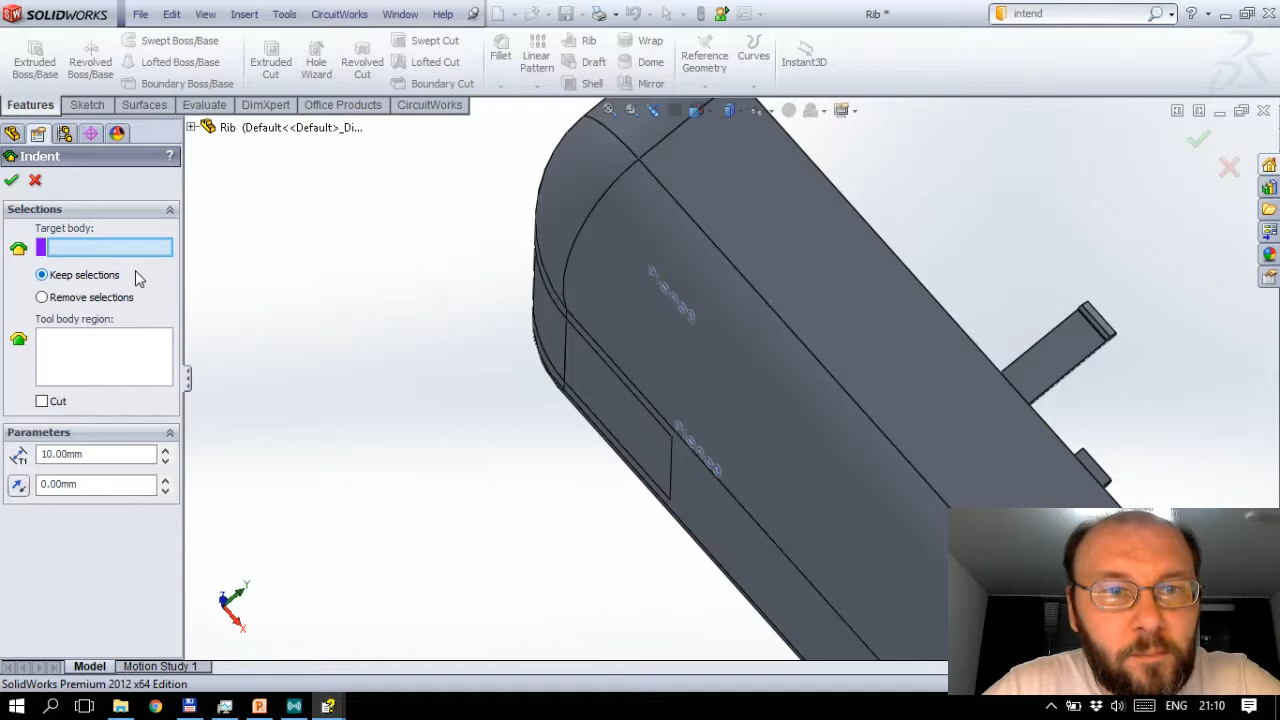 SOLIDWORKS File Edit View Insert Tools CircuitWorks Window Help Rib * intend
Extruded Boss/Base
Revolved Boss/Base
Swept Boss/Base
Lofted Boss/Base
Boundary Boss/Base
Extruded Cut
Hole Wizard
Revolved Cut
Swept Cut
Lofted Cut
Boundary Cut
Fillet
Linear Pattern
Rib
Draft
Shell
Wrap
Dome
Mirror
Reference Geometry
Curves
Instant3D
Features Sketch Surfaces Evaluate DimXpert Office Products CircuitWorks
Rib (Default<<Default>_Di...
Indent ?
Selections
Target body:
Keep selections
Remove selections
Tool body region:
Cut
Parameters
T1 10.00mm
0.00mm
Z Y X
Model Motion Study 1
SolidWorks Premium 2012 x64 Edition
ENG 21:10